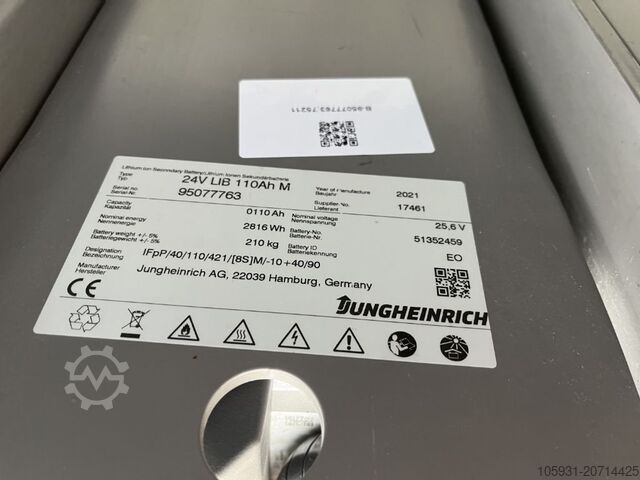 B-95077763.75211
Lithium ion Secondary Battery/Lithium Ionen Sekundärbatterie
Type
Typ
24V LIB 110Ah M
Year of manufacture
Baujahr
2021
Serial no.
Serial-Nr.
95077763
Supplier-No.
Lieferant
17461
Capacity
Kapazität
0110 Ah
Nominal voltage
Nennspannung
25,6 V
Nominal energy
Nennenergie
2816 Wh
Battery-No.
Batterie-Nr.
51352459
Battery weight +/- 5%
Batteriegewicht +/- 5%
210 kg
Battery ID
Batteriekennung
EO
Designation
Bezeichnung
IFpP/40/110/421/[8S]M/-10+40/90
Manufacturer
Hersteller
Jungheinrich AG, 22039 Hamburg, Germany
CE
JUNGHEINRICH
105931-20714425